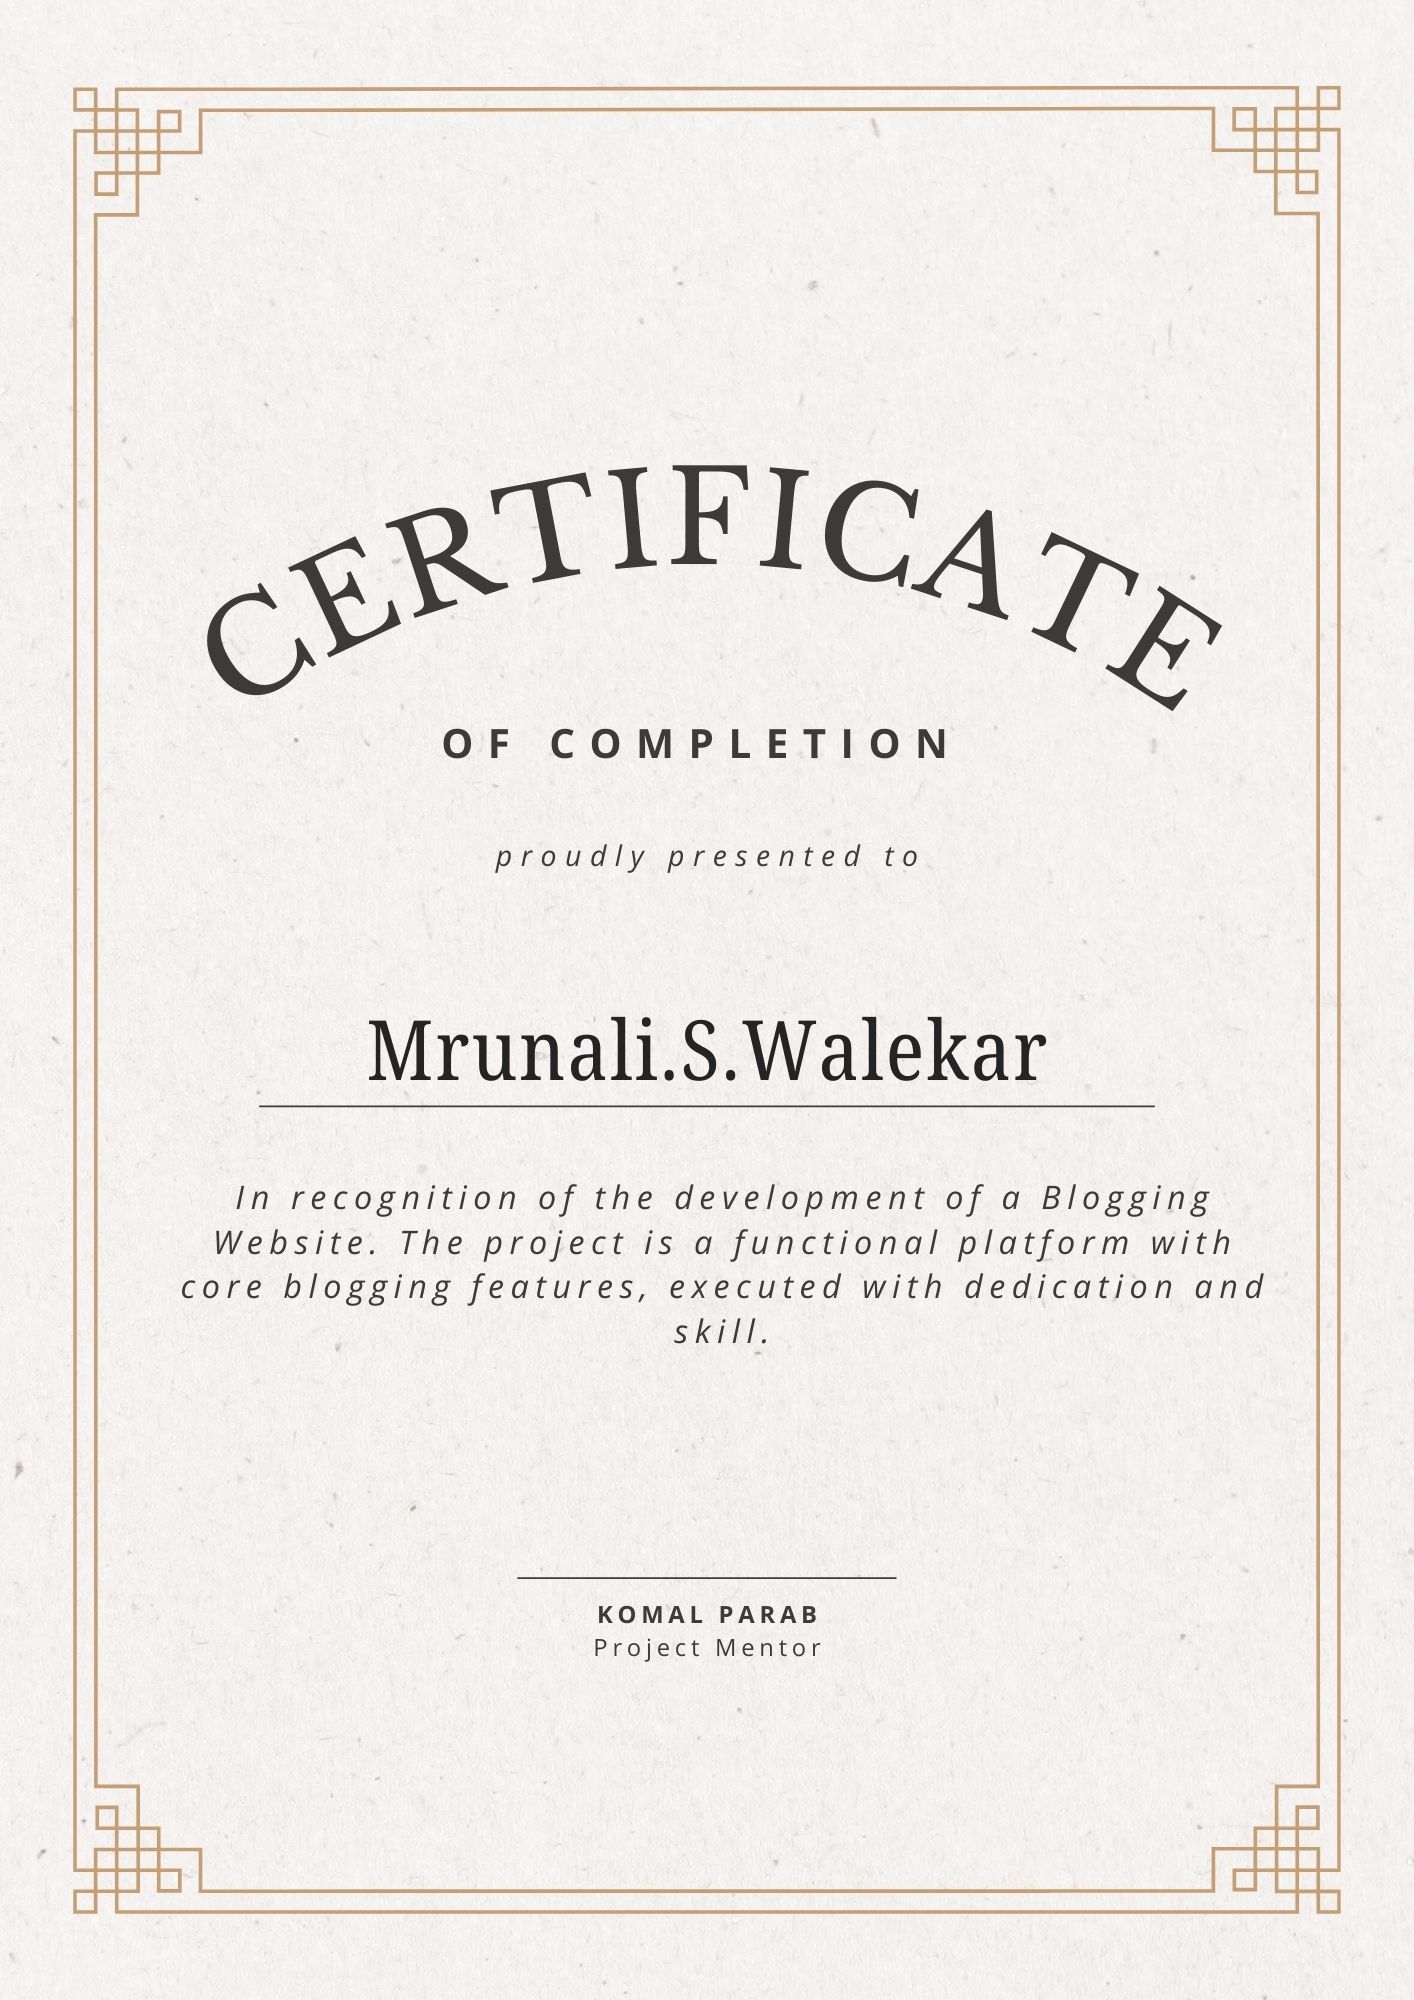 CERTIFICATE
OF COMPLETION
proudly presented to
Mrunali.S.Walekar
In recognition of the development of a Blogging
Website. The project is a functional platform with
core blogging features, executed with dedication and
skill.
KOMAL PARAB
Project Mentor